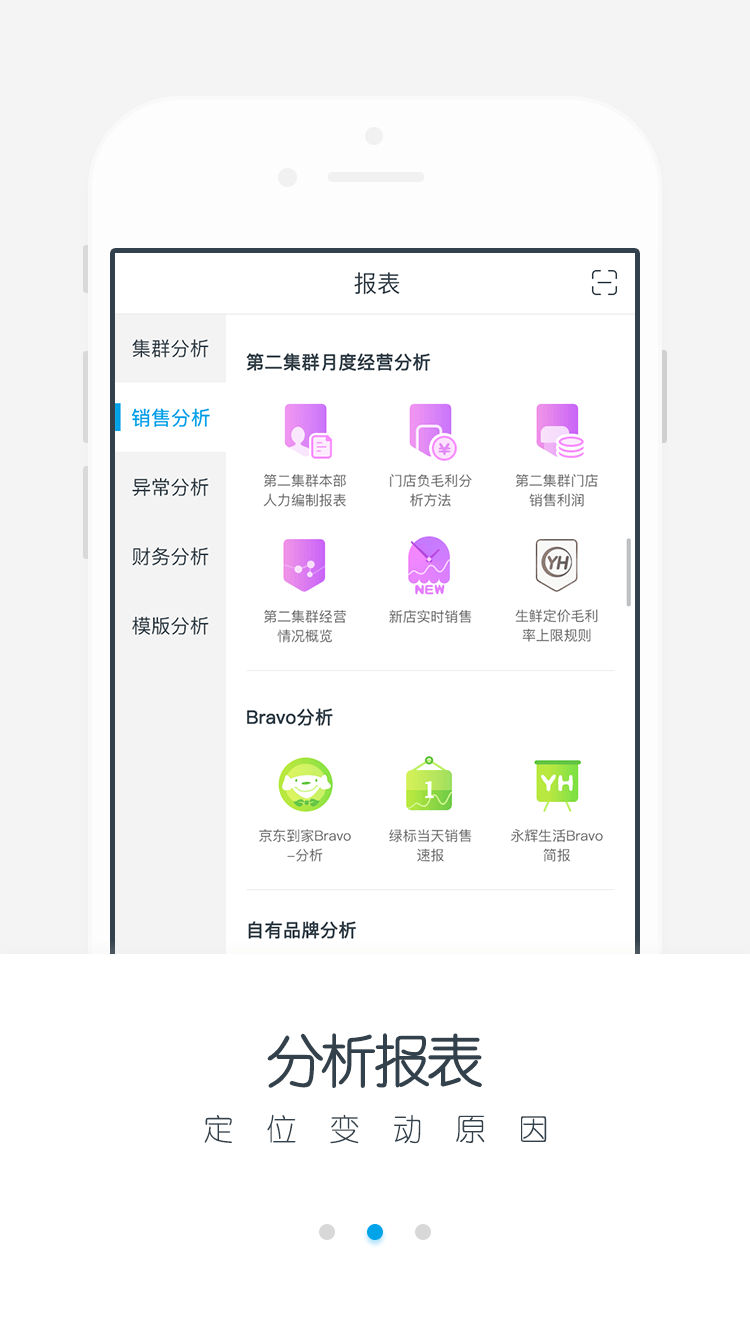 报表
集群分析
销售分析
异常分析
财务分析
模版分析
第二集群月度经营分析
第二集群本部
人力编制报表
门店负毛利分
析方法
第二集群门店
销售利润
NEW
YH
第二集群经营
情况概览
新店实时销售
生鲜定价毛利
率上限规则
Bravo分析
1
YH
京东到家Bravo
-分析
绿标当天销售
速报
永辉生活Bravo
简报
自有品牌分析
分析报表
定位变动原因